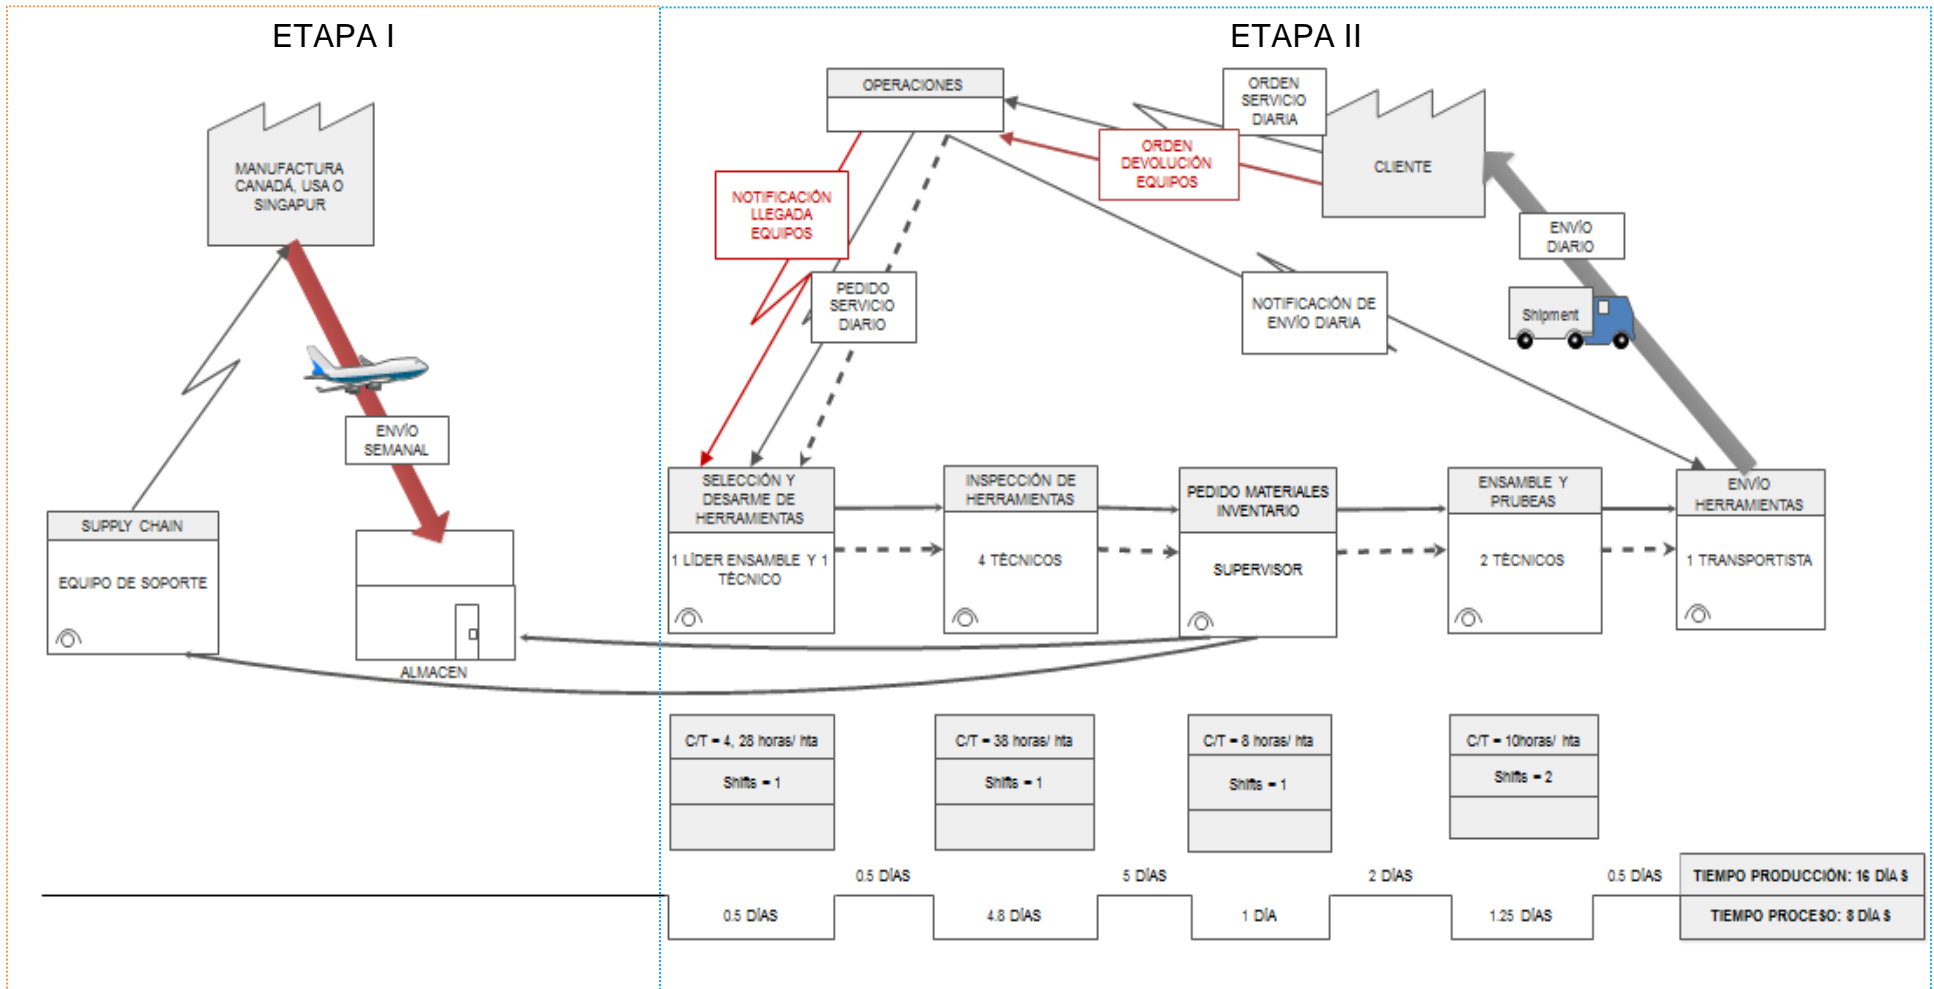 ETAPA I
ETAPA II
OPERACIONES
ORDEN
SERVICIO
DIARIA
MANUFACTURA
CANADÁ, USA O
SINGAPUR
ORDEN
DEVOLUCIÓN
EQUIPOS
CLIENTE
NOTIFICACIÓN
LLEGADA
EQUIPOS
ENVÍO
DIARIO
PEDIDO
SERVICIO
DIARIO
NOTIFICACIÓN DE
ENVÍO DIARIA
Shipment
ENVÍO
SEMANAL
SUPPLY CHAIN
EQUIPO DE SOPORTE
ALMACEN
SELECCIÓN Y
DESARME DE
HERRAMIENTAS
1 LÍDER ENSAMBLE Y 1
TÉCNICO
INSPECCIÓN DE
HERRAMIENTAS
4 TÉCNICOS
PEDIDO MATERIALES
INVENTARIO
SUPERVISOR
ENSAMBLE Y
PRUBEAS
2 TÉCNICOS
ENVÍO
HERRAMIENTAS
1 TRANSPORTISTA
C/T = 4, 28 horas/ hta
Shifts = 1
C/T = 38 horas/ hta
Shifts = 1
C/T = 8 horas/ hta
Shifts = 1
C/T = 10horas/ hta
Shifts = 2
0.5 DÍAS
5 DÍAS
2 DÍAS
0.5 DÍAS
TIEMPO PRODUCCIÓN: 16 DÍAS
0.5 DÍAS
4.8 DÍAS
1 DÍA
1.25 DÍAS
TIEMPO PROCESO: 8 DÍAS